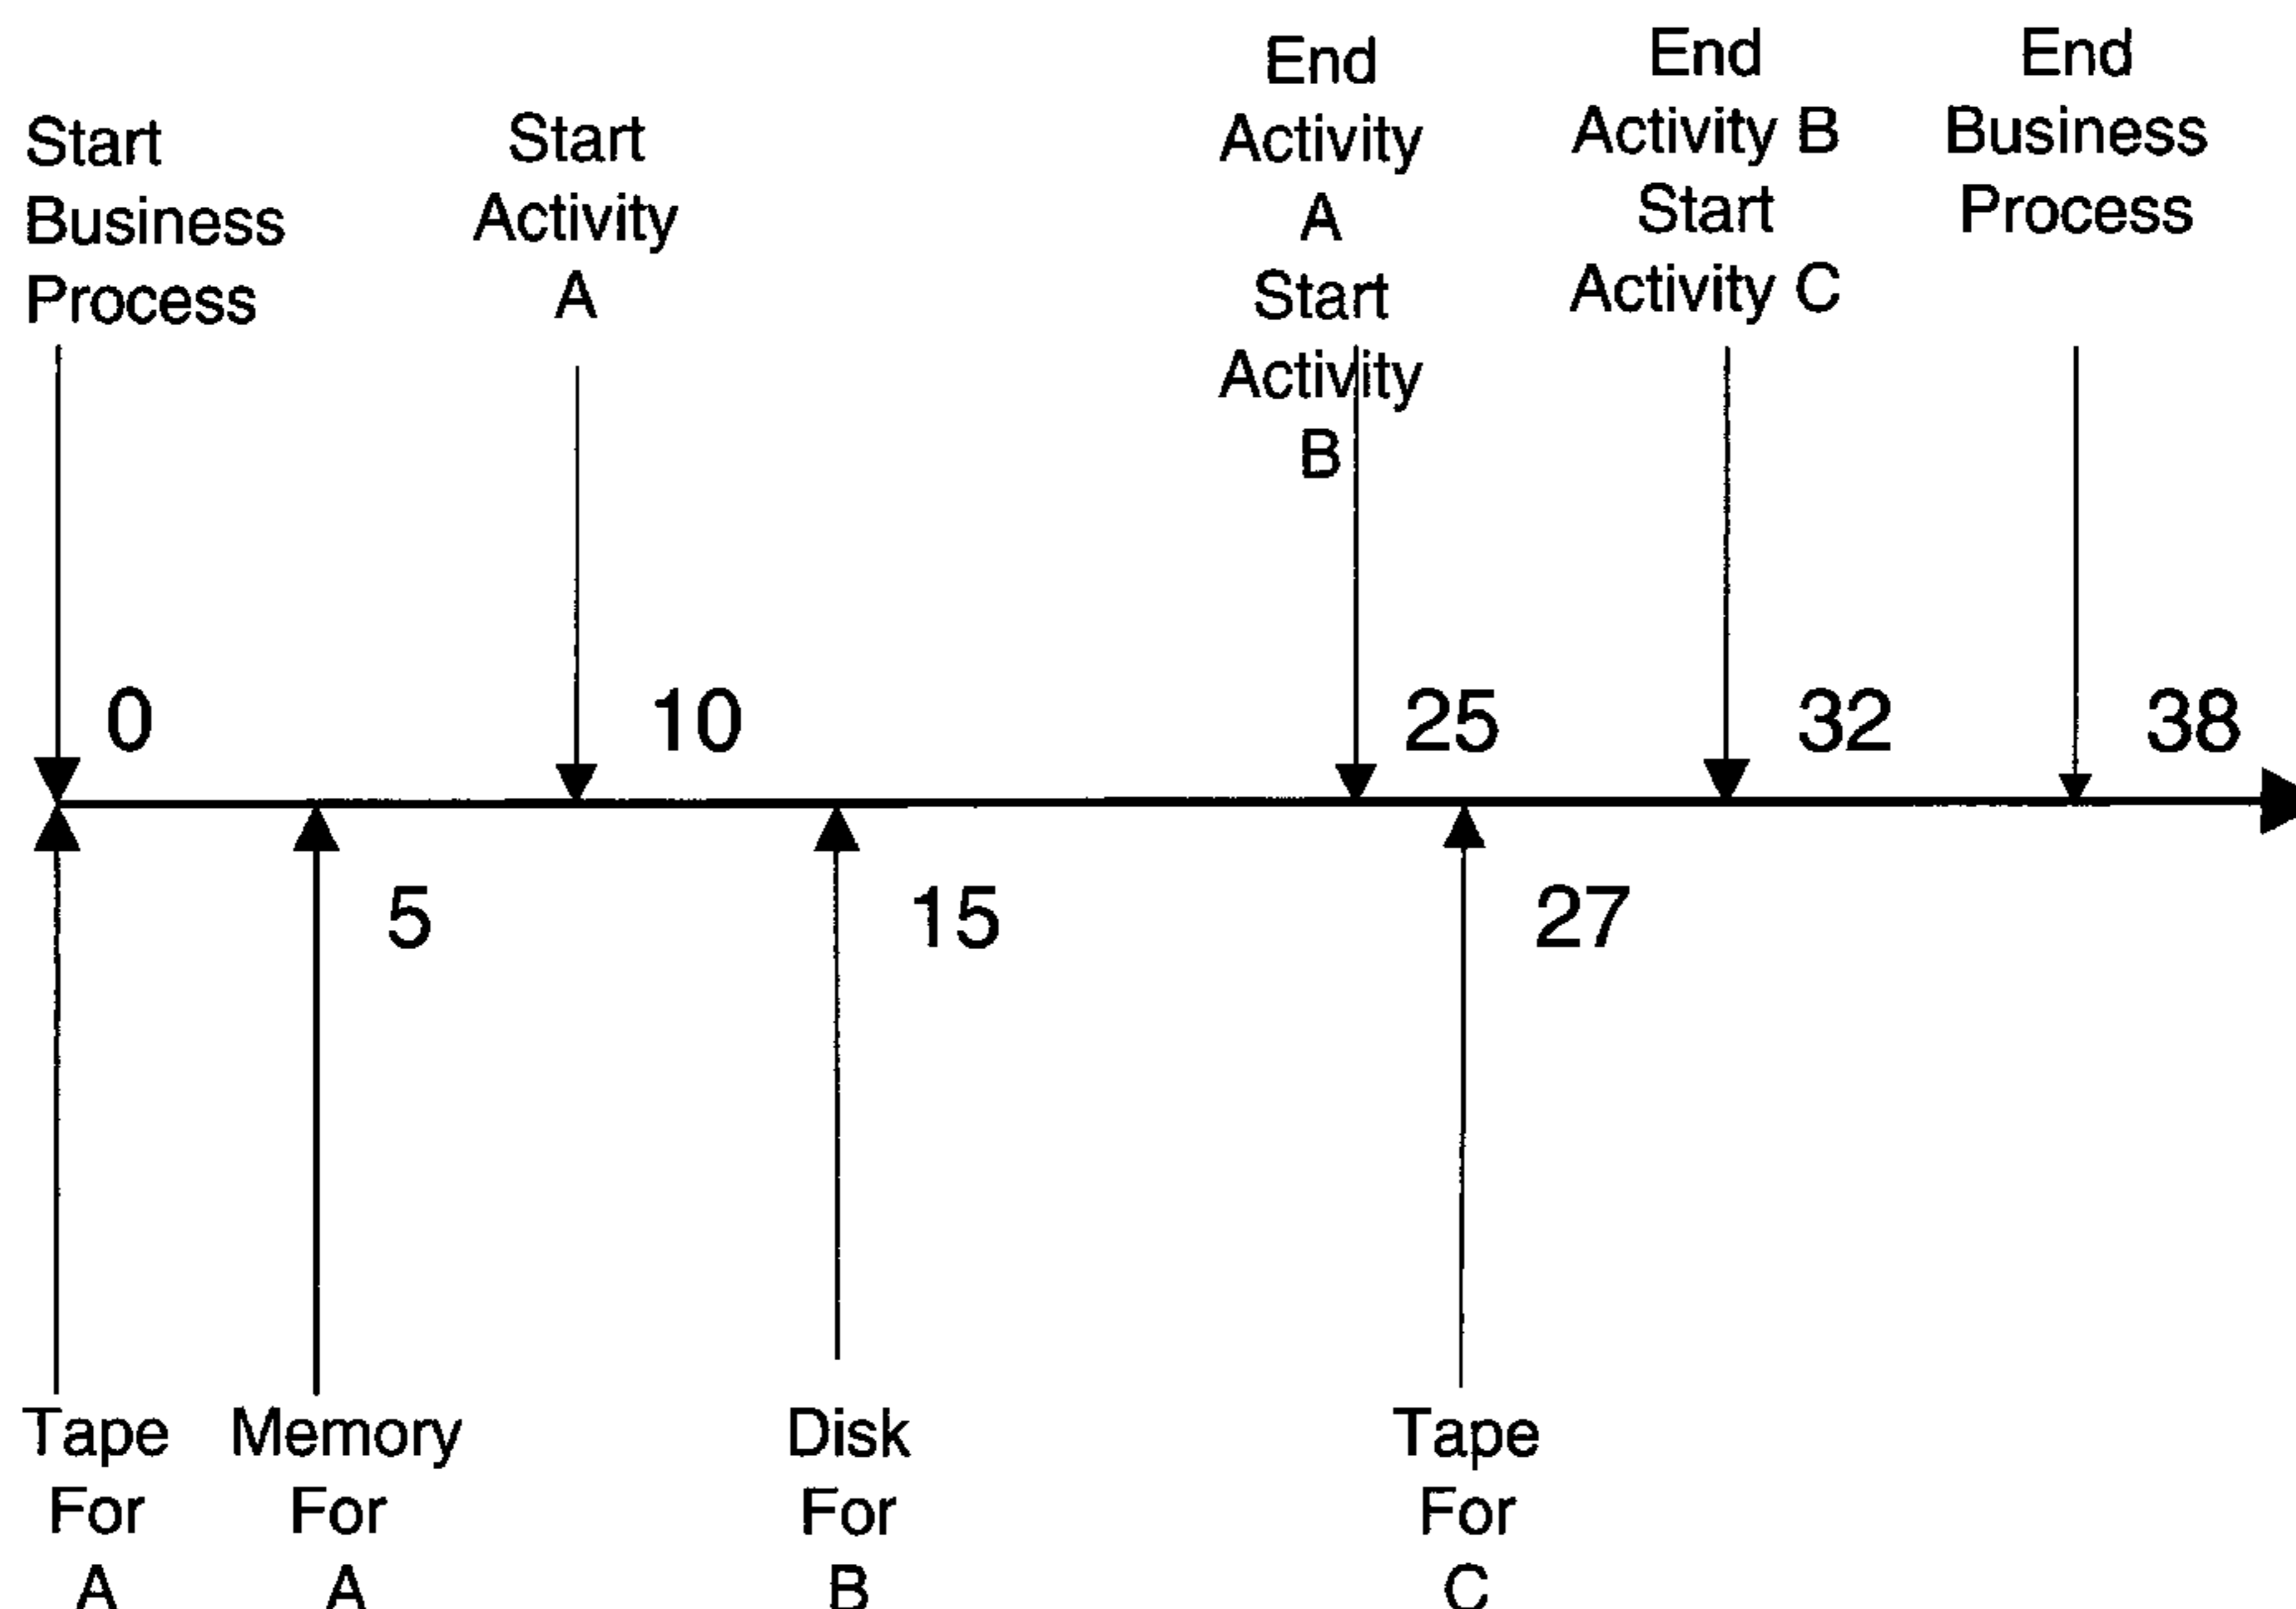 Start
Business
Process
Start
Activity
A
End
Activity
A
Start
Activity
B
End
Activity B
Start
Activity C
End
Business
Process
0
10
25
32
38
5
15
27
Tape
For
A
Memory
For
A
Disk
For
B
Tape
For
C